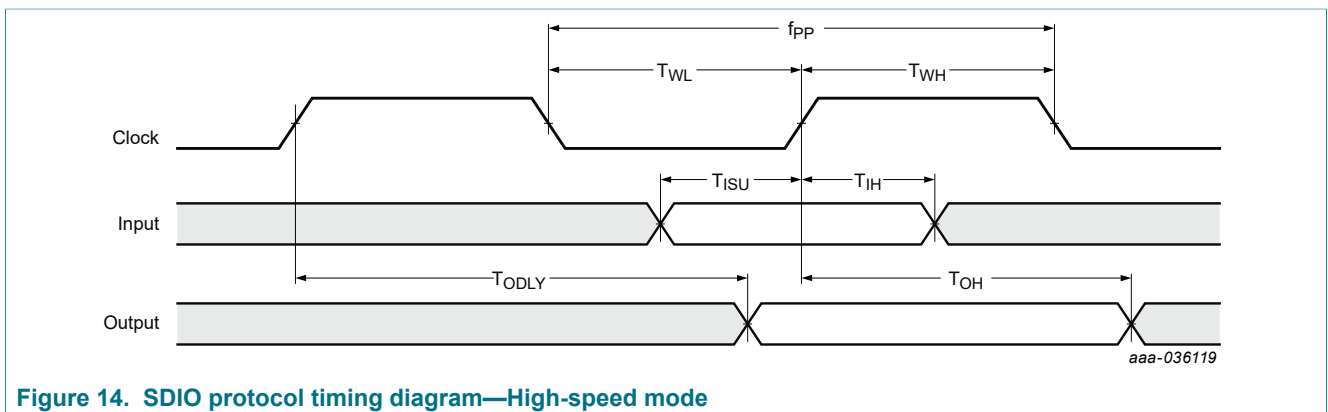 fPP
TWL TWH
Clock
TISU TIH
Input
TODLY TOH
Output
aaa-036119
Figure 14. SDIO protocol timing diagram—High-speed mode